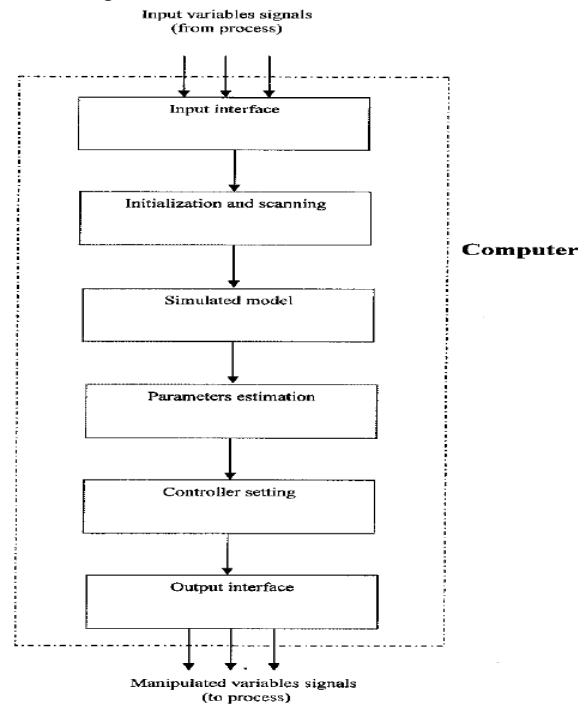 Input variables signals
(from process)
Input interface
Initialization and scanning
Computer
Simulated model
Parameters estimation
Controller setting
Output interface
Manipulated variables signals
(to process)